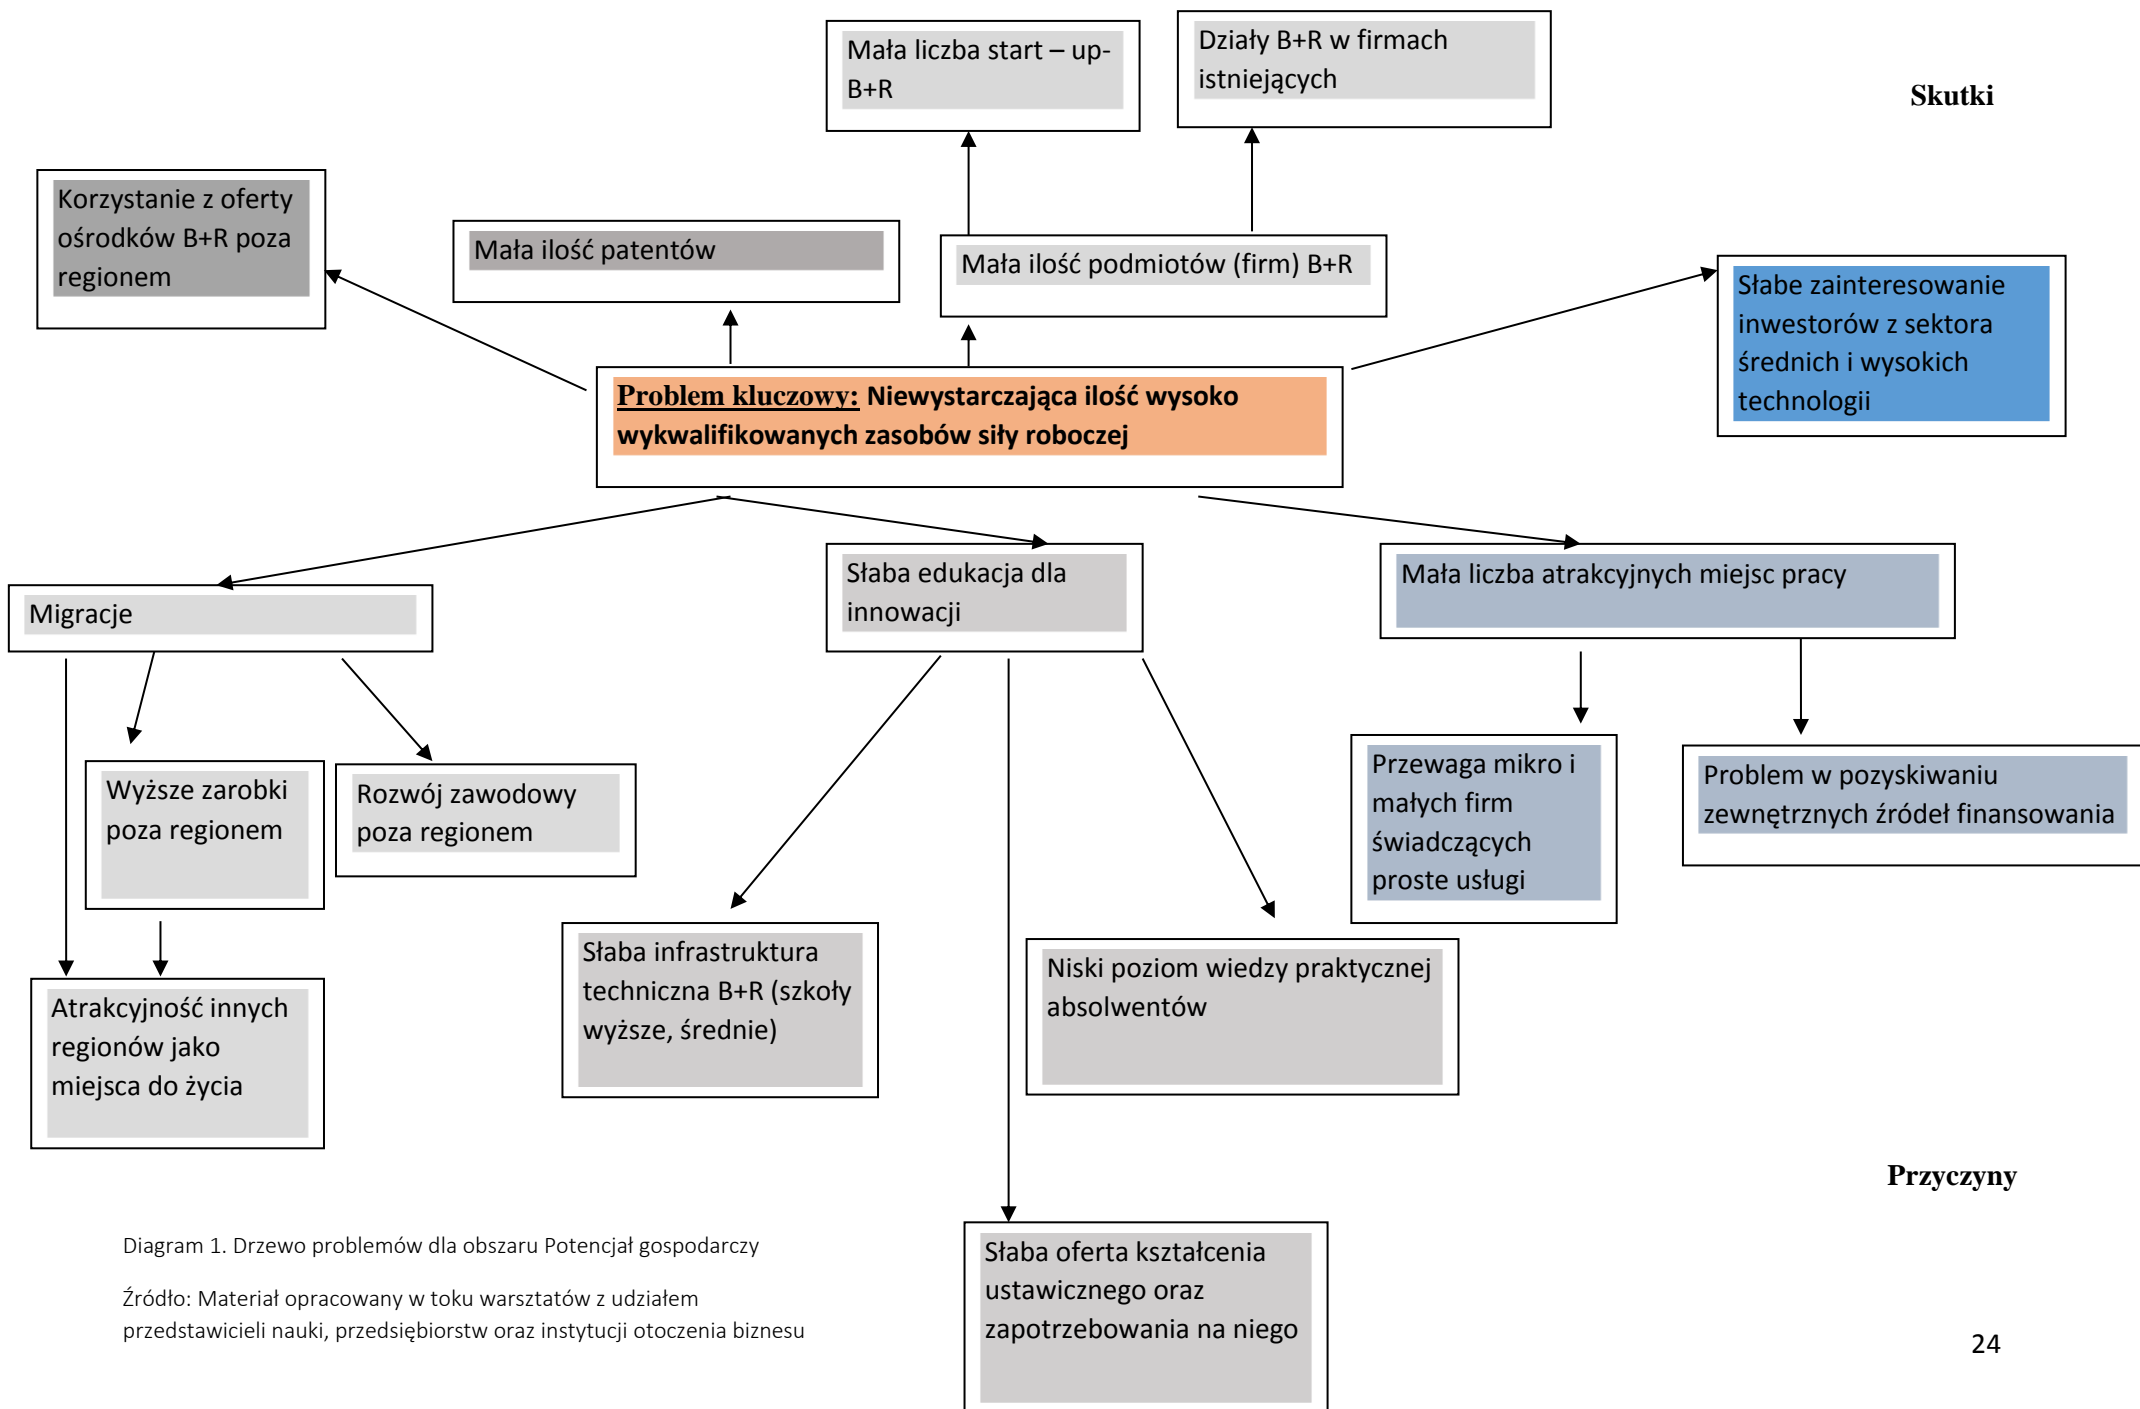 Mała liczba start – up-
B+R
Działy B+R w firmach
istniejących
Skutki
Korzystanie z oferty
ośrodków B+R poza
regionem
Mała ilość patentów
Mała ilość podmiotów (firm) B+R
Słabe zainteresowanie
inwestorów z sektora
średnich i wysokich
technologii
Problem kluczowy: Niewystarczająca ilość wysoko
wykwalifikowanych zasobów siły roboczej
Migracje
Słaba edukacja dla
innowacji
Mała liczba atrakcyjnych miejsc pracy
Wyższe zarobki
poza regionem
Rozwój zawodowy
poza regionem
Przewaga mikro i
małych firm
świadczących
proste usługi
Problem w pozyskiwaniu
zewnętrznych źródeł finansowania
Atrakcyjność innych
regionów jako
miejsca do życia
Słaba infrastruktura
techniczna B+R (szkoły
wyższe, średnie)
Niski poziom wiedzy praktycznej
absolwentów
Przyczyny
Słaba oferta kształcenia
ustawicznego oraz
zapotrzebowania na niego
Diagram 1. Drzewo problemów dla obszaru Potencjał gospodarczy
Źródło: Materiał opracowany w toku warsztatów z udziałem
przedstawicieli nauki, przedsiębiorstw oraz instytucji otoczenia biznesu
24